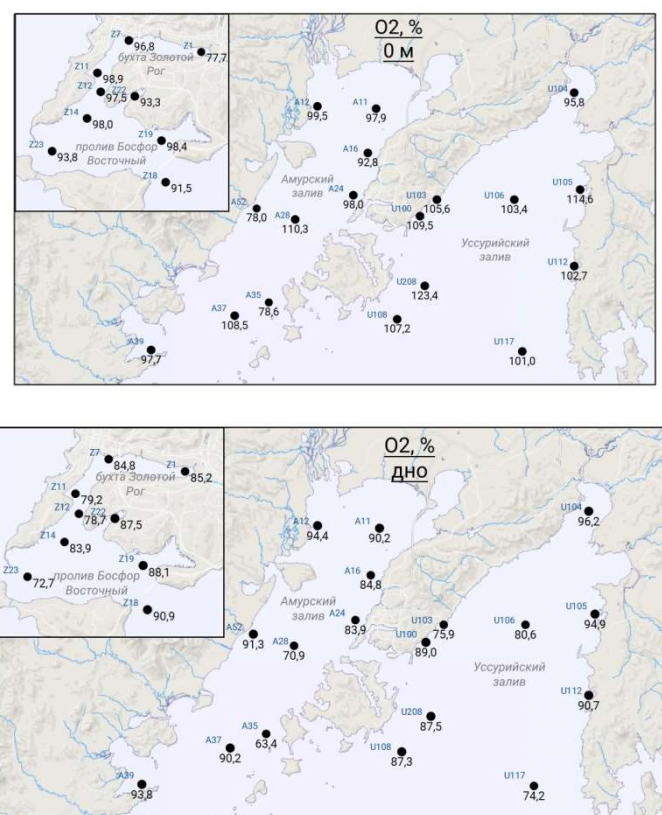 O2, %
0 м
Z7
96,8
Z1
77,7
бухта Золотой
Рог
Z11
98,9
Z12
97,5
Z22
93,3
Z14
98,0
Z19
98,4
Z23
93,8
пролив Босфор
Восточный
Z18
91,5
A12
99,5
A11
97,9
U104
95,8
A16
92,8
Амурский
залив
A24
98,0
U103
105,6
U106
103,4
U105
114,6
A52
78,0
A28
110,3
U100
109,5
Уссурийский
залив
U112
102,7
U208
123,4
A35
78,6
A37
108,5
U108
107,2
A39
97,7
U117
101,0
O2, %
дно
Z7
84,8
Z1
85,2
бухта Золотой
Рог
Z11
79,2
Z12
78,7
Z22
87,5
Z14
83,9
Z19
88,1
Z23
72,7
пролив Босфор
Восточный
Z18
90,9
A12
94,4
A11
90,2
U104
96,2
A16
84,8
Амурский
залив
A24
83,9
U103
75,9
U106
80,6
U105
94,9
A52
91,3
A28
70,9
U100
89,0
Уссурийский
залив
U112
90,7
U208
87,5
A35
63,4
A37
90,2
U108
87,3
A39
93,8
U117
74,2